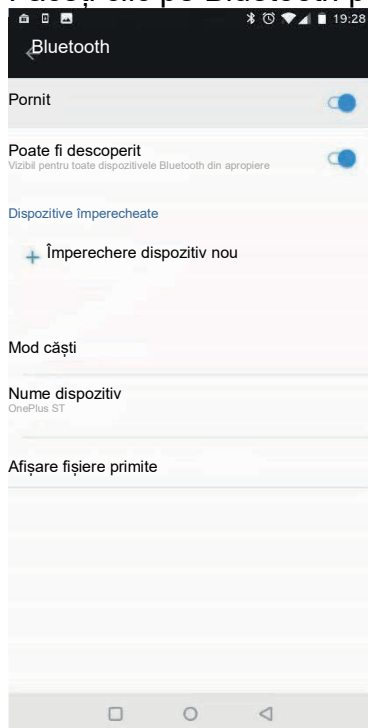 19:28
Bluetooth
Pornit
Poate fi descoperit
Vizibil pentru toate dispozitivele Bluetooth din apropiere
Dispozitive împerecheate
Împerechere dispozitiv nou
Mod căști
Nume dispozitiv
OnePlus ST
Afișare fișiere primite